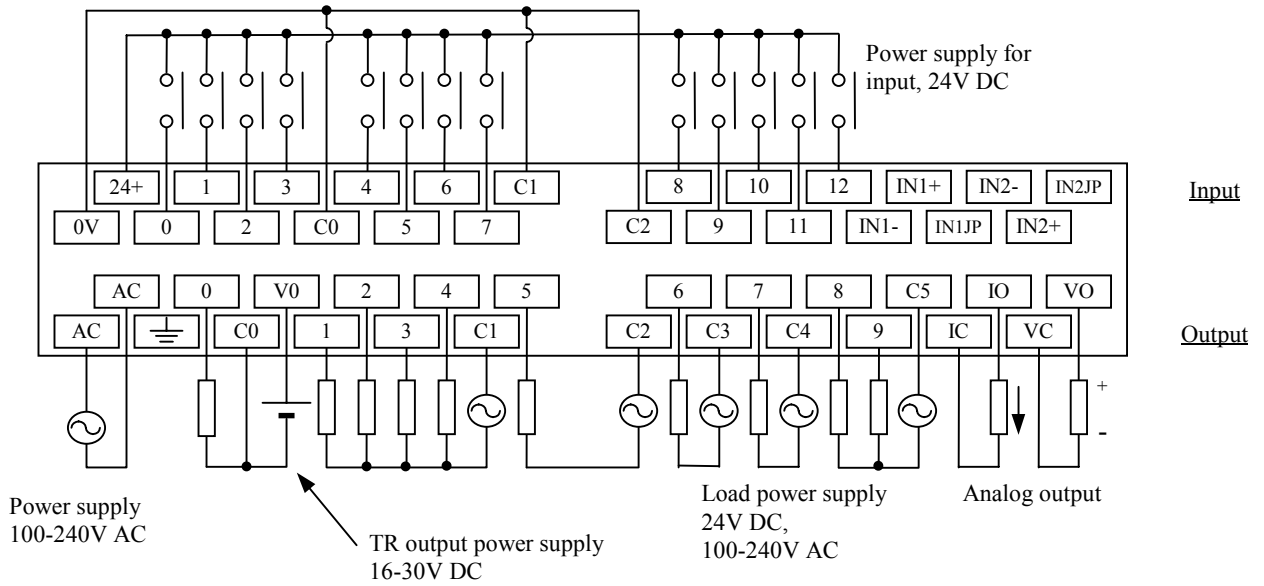 Power supply for
input, 24V DC
24+ 1 3 4 6 C1 8 10 12 IN1+ IN2- IN2JP
Input
0V 0 2 C0 5 7 C2 9 11 IN1- IN1JP IN2+
AC 0 V0 2 4 5 6 7 8 C5 IO VO
AC C0 1 3 C1 C2 C3 C4 9 IC VC
Output
+
-
Power supply
100-240V AC
TR output power supply
16-30V DC
Load power supply
24V DC,
100-240V AC
Analog output